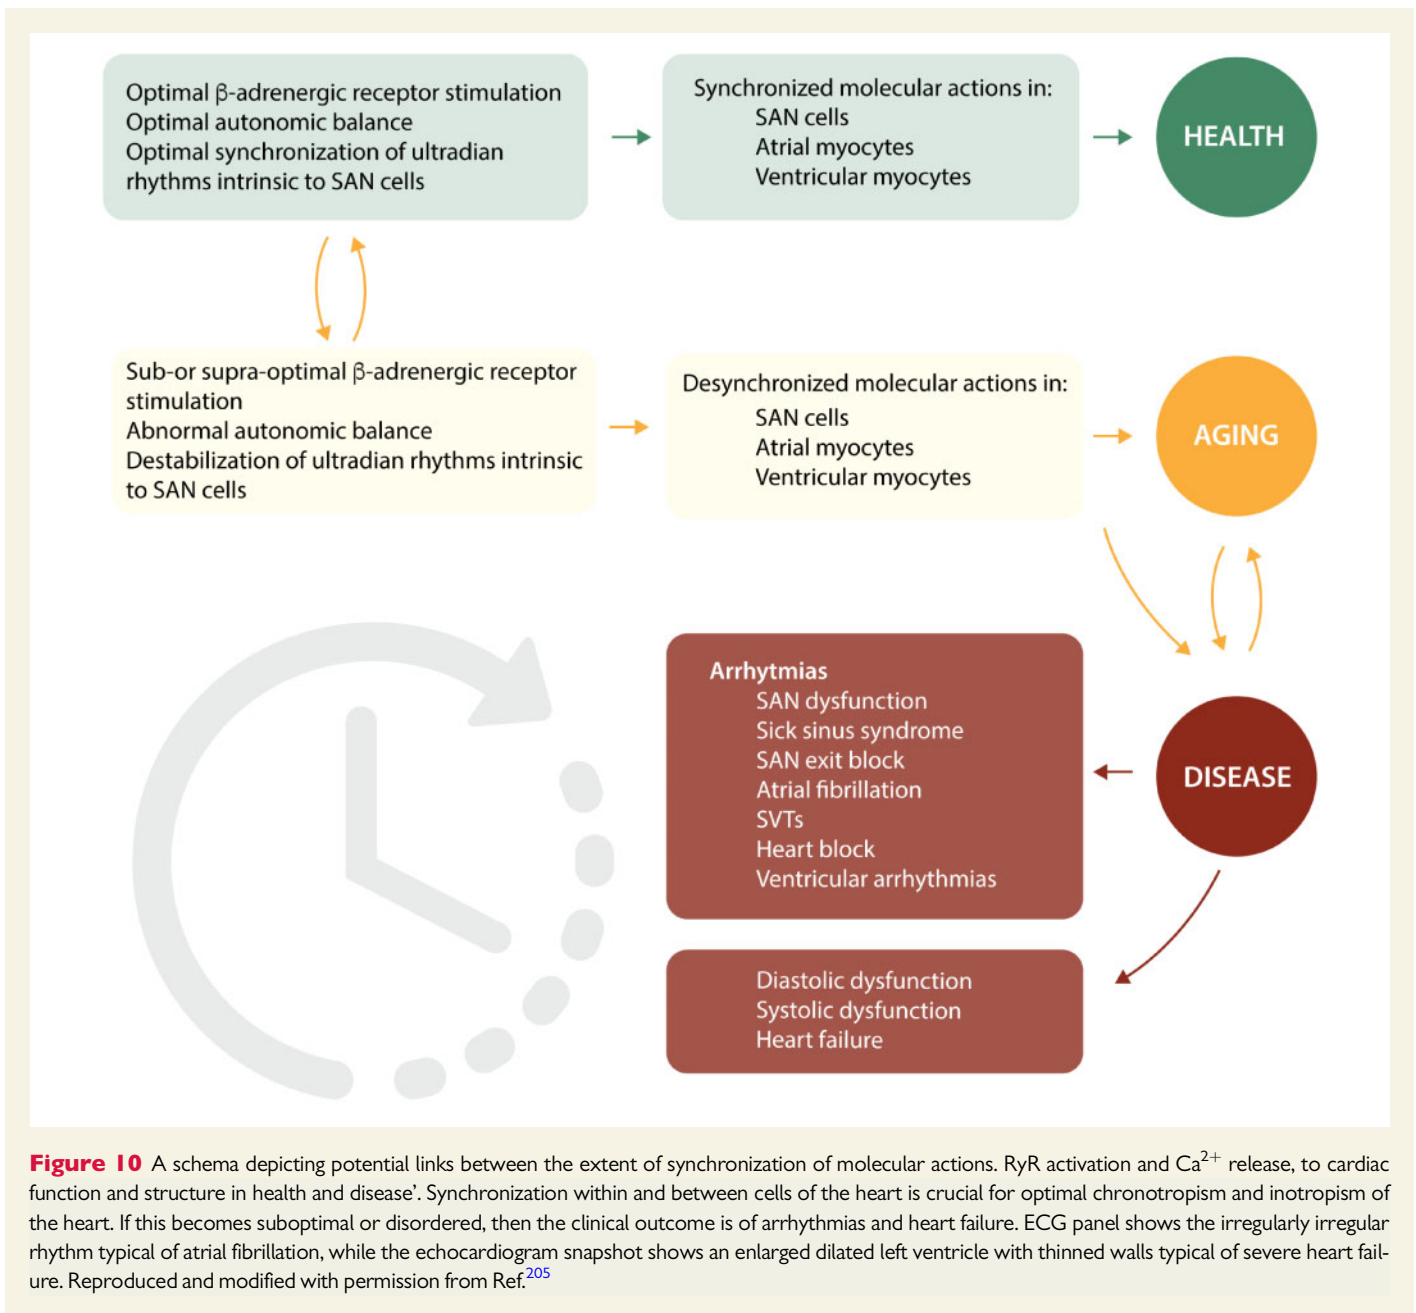 Optimal β-adrenergic receptor stimulation
Optimal autonomic balance
Optimal synchronization of ultradian
rhythms intrinsic to SAN cells
Synchronized molecular actions in:
SAN cells
Atrial myocytes
Ventricular myocytes
HEALTH
Sub-or supra-optimal β-adrenergic receptor
stimulation
Abnormal autonomic balance
Destabilization of ultradian rhythms intrinsic
to SAN cells
Desynchronized molecular actions in:
SAN cells
Atrial myocytes
Ventricular myocytes
AGING
Arrhytmias
SAN dysfunction
Sick sinus syndrome
SAN exit block
Atrial fibrillation
SVTs
Heart block
Ventricular arrhythmias
DISEASE
Diastolic dysfunction
Systolic dysfunction
Heart failure
Figure 10 A schema depicting potential links between the extent of synchronization of molecular actions. RyR activation and Ca2+ release, to cardiac
function and structure in health and disease’. Synchronization within and between cells of the heart is crucial for optimal chronotropism and inotropism of
the heart. If this becomes suboptimal or disordered, then the clinical outcome is of arrhythmias and heart failure. ECG panel shows the irregularly irregular
rhythm typical of atrial fibrillation, while the echocardiogram snapshot shows an enlarged dilated left ventricle with thinned walls typical of severe heart fail-
ure. Reproduced and modified with permission from Ref.205